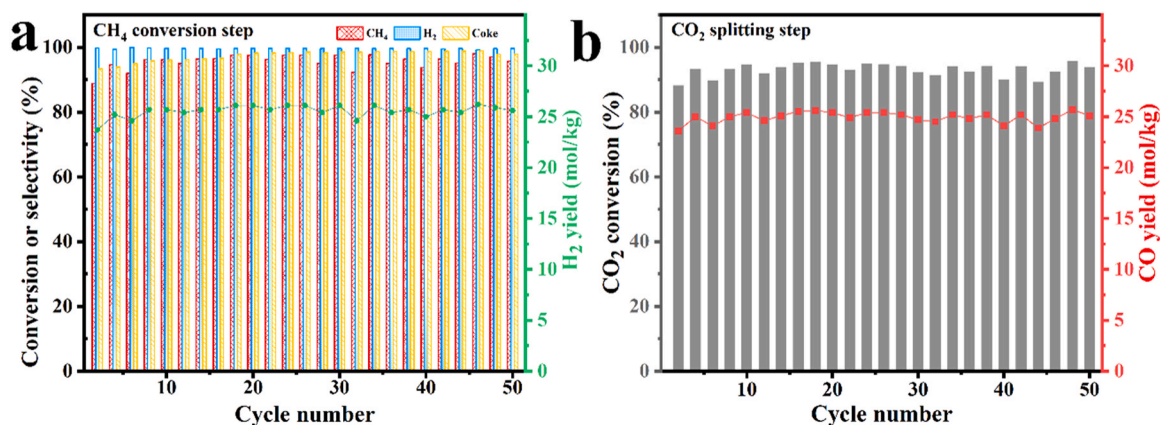 a
CH₄ conversion step
CH₄ H₂ Coke
Conversion or selectivity (%)
100
80
60
40
20
0
10 20 30 40 50
Cycle number
30
25
20
15
10
5
0
H₂ yield (mol/kg)
b
CO₂ splitting step
CO₂ conversion (%)
100
80
60
40
20
0
10 20 30 40 50
Cycle number
30
25
20
15
10
5
0
CO yield (mol/kg)